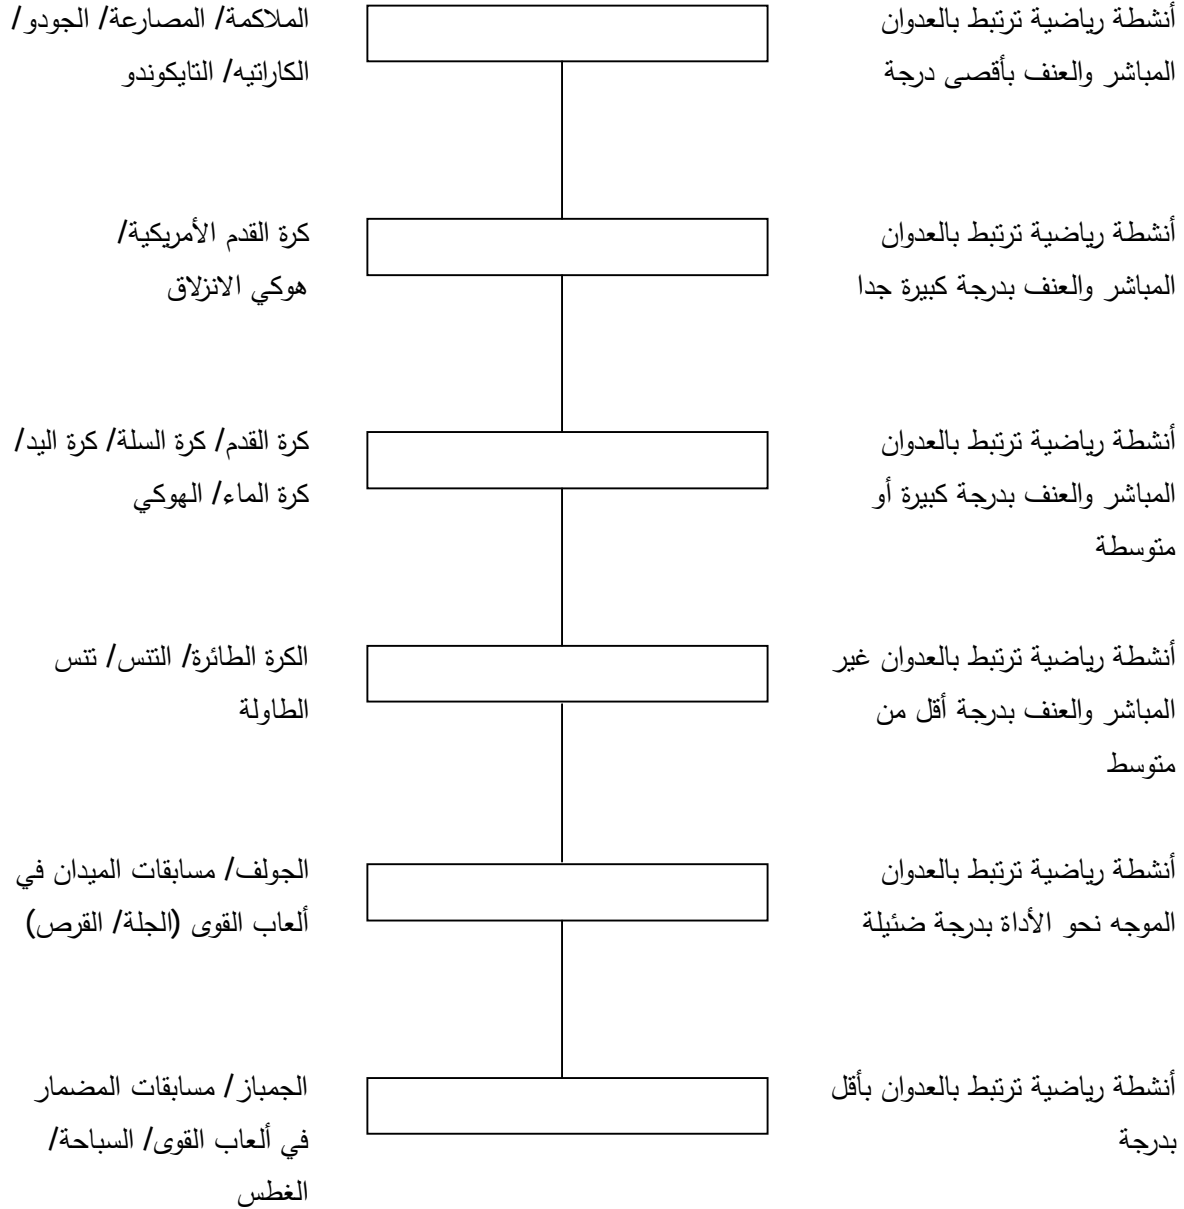 أنشطة رياضية ترتبط بالعدوان
المباشر والعنف بأقصى درجة
الملاكمة/ المصارعة/ الجودو/
الكاراتيه/ التايكوندو
أنشطة رياضية ترتبط بالعدوان
المباشر والعنف بدرجة كبيرة جدا
كرة القدم الأمريكية/
هوكي الانزلاق
أنشطة رياضية ترتبط بالعدوان
المباشر والعنف بدرجة كبيرة أو
متوسطة
كرة القدم/ كرة السلة/ كرة اليد/
كرة الماء/ الهوكي
أنشطة رياضية ترتبط بالعدوان غير
المباشر والعنف بدرجة أقل من
متوسط
الكرة الطائرة/ التنس/ تنس
الطاولة
أنشطة رياضية ترتبط بالعدوان
الموجه نحو الأداة بدرجة ضئيلة
الجولف/ مسابقات الميدان في
ألعاب القوى (الجلة/ القرص)
أنشطة رياضية ترتبط بالعدوان بأقل
بدرجة
الجمباز/ مسابقات المضمار
في ألعاب القوى/ السباحة/
الغطس